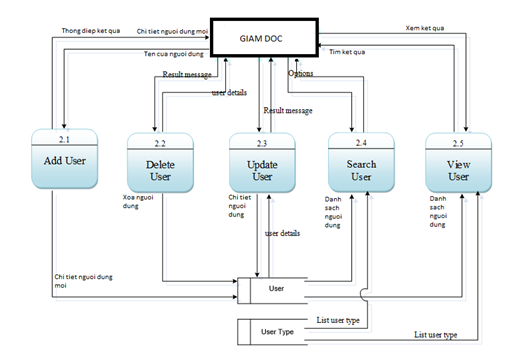 Thong diep ket qua
Chi tiet nguoi dung moi
GIAM DOC
Xem ket qua
Ten cua nguoi dung
Tim ket qua
Result message
Options
user details
Result message
2.1
Add User
2.2
Delete
User
2.3
Update
User
2.4
Search
User
2.5
View
User
Xoa nguoi
dung
Chi tiet
nguoi
dung
Danh
sach nguoi
dung
Danh
sach
nguoi
dung
user details
Chi tiet nguoi dung
moi
User
User Type
List user type
List user type